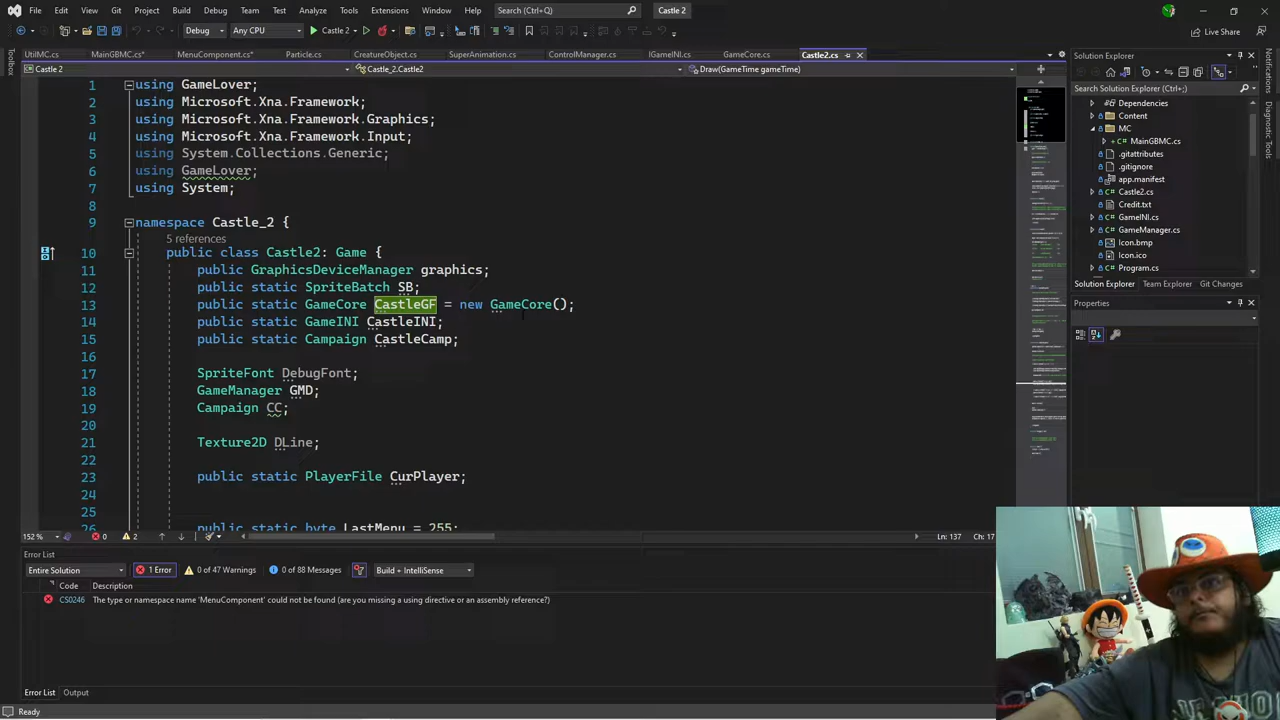 File Edit View Git Project Build Debug Test Analyze Tools Extensions Window Help Search (Ctrl+Q) Castle 2
Debug Any CPU Castle 2 Live Share
UtilMC.cs MainGBMC.cs* MenuComponent.cs* Particle.cs CreatureObject.cs SuperAnimation.cs ControlManager.cs IGameINI.cs GameCore.cs Castle2.cs
Toolbox
Castle 2 Castle_2.Castle2 Draw(GameTime gameTime)
1 using GameLover;
2 using Microsoft.Xna.Framework;
3 using Microsoft.Xna.Framework.Graphics;
4 using Microsoft.Xna.Framework.Input;
5 using System.Collections.Generic;
6 using GameLover;
7 using System;
8
9 namespace Castle_2 {
5 references
10 public class Castle2:Game {
11 public GraphicsDeviceManager graphics;
12 public static SpriteBatch SB;
13 public static GameCore CastleGF = new GameCore();
14 public static GameINI CastleINI;
15 public static Campaign CastleCamp;
16
17 SpriteFont DebugFont;
18 GameManager GMD;
19 Campaign CC;
20
21 Texture2D DLine;
22
23 public static PlayerFile CurPlayer;
24
25
26 public static byte LastMenu = 255;
152 % 0 2 Ln: 137 Ch: 17
Error List
Entire Solution 1 Error 0 of 47 Warnings 0 of 88 Messages Build + IntelliSense
Code Description
CS0246 The type or namespace name 'MenuComponent' could not be found (are you missing a using directive or an assembly reference?)
Error List Output
Ready
Solution Explorer
Search Solution Explorer (Ctrl+;)
Dependencies
Content
MC
MainGBMC.cs
.gitattributes
.gitignore
app.manifest
Castle2.cs
Credit.txt
GameINI.cs
GameManager.cs
Icon.bmp
Icon.ico
Program.cs
Solution Explorer Team Explorer Git Changes
Properties
Notifications
Diagnostic Tools